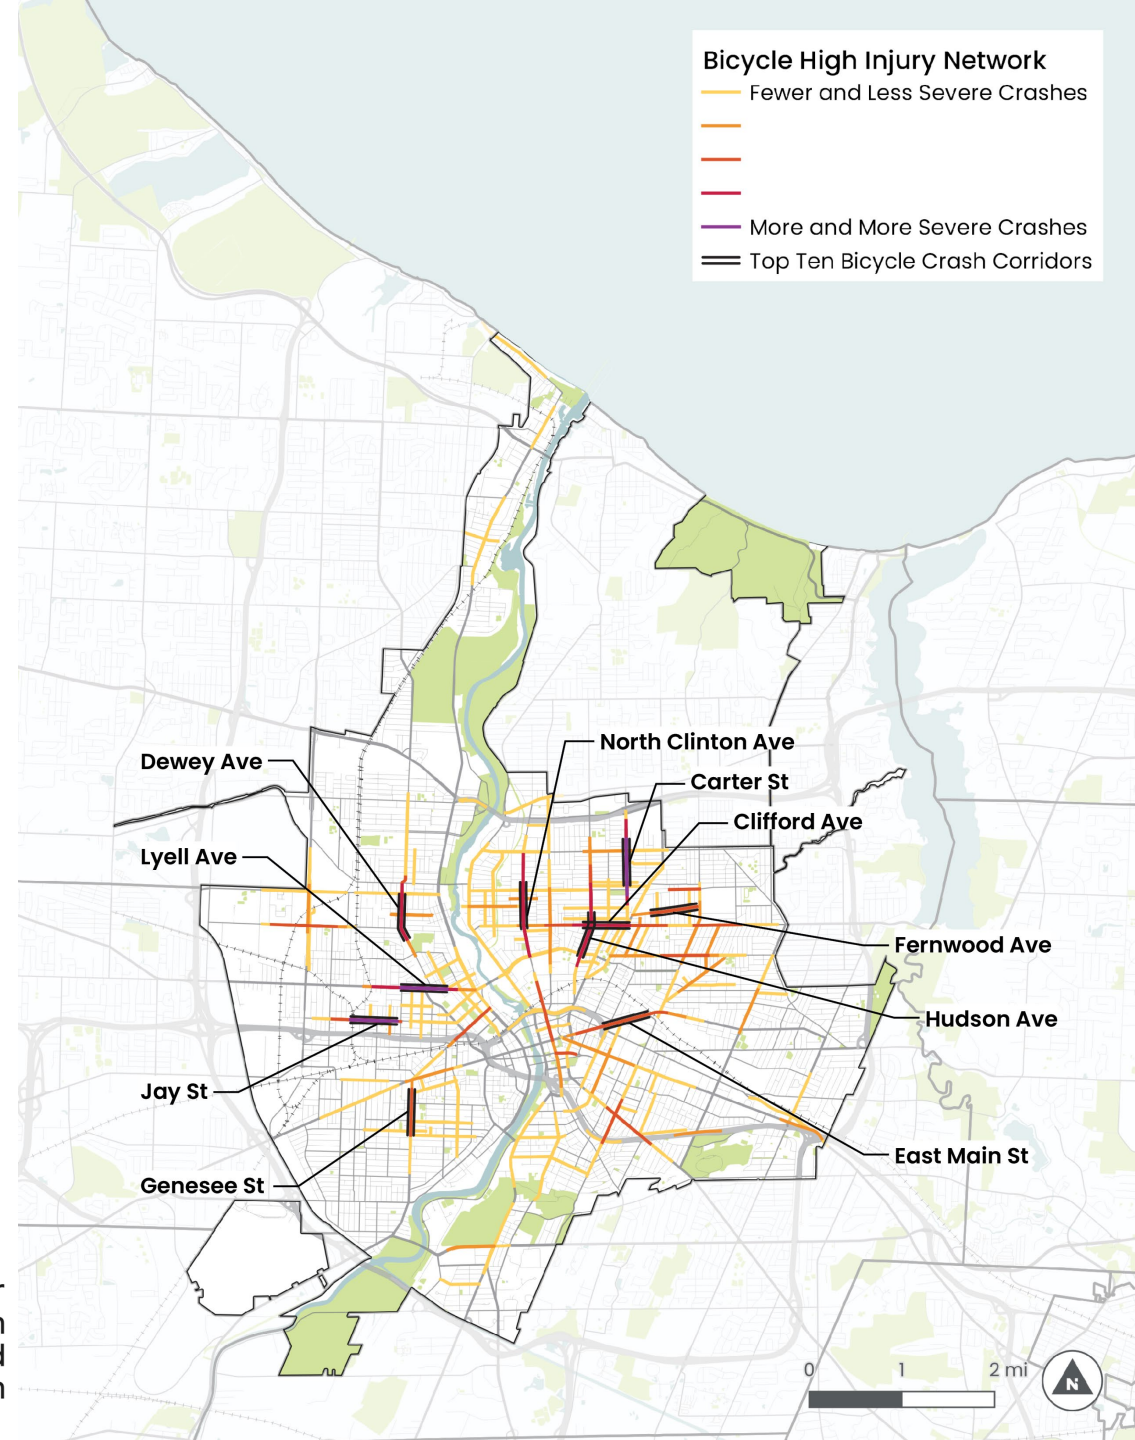 Bicycle High Injury Network
Fewer and Less Severe Crashes
More and More Severe Crashes
Top Ten Bicycle Crash Corridors
North Clinton Ave
Dewey Ave
Carter St
Clifford Ave
Lyell Ave
Fernwood Ave
Hudson Ave
Jay St
East Main St
Genesee St
0 1 2 mi
N